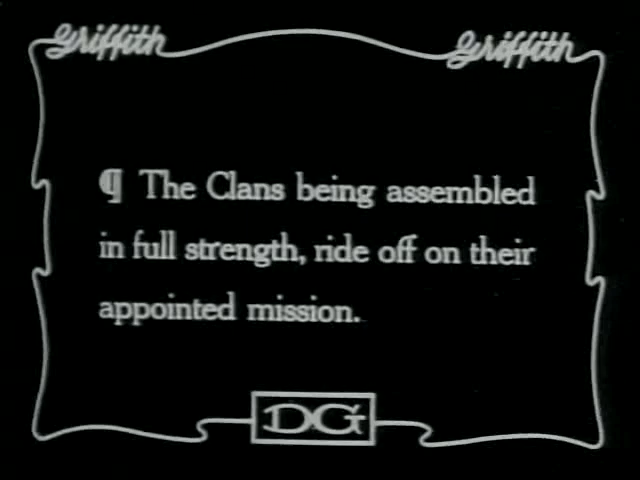 Griffith Griffith
¶ The Clans being assembled
in full strength, ride off on their
appointed mission.
DG